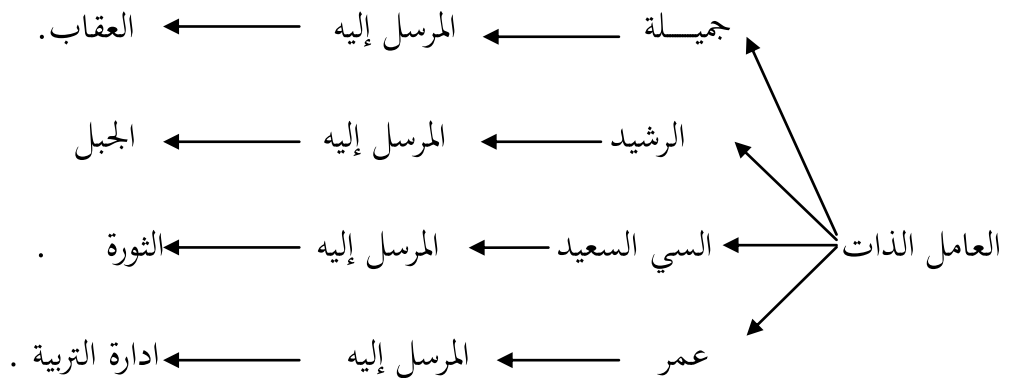 جميـــلة المرسل إليه العقاب.
الرشيد المرسل إليه الجبل
العامل الذات السي السعيد المرسل إليه الثورة .
عمر المرسل إليه ادارة التربية .